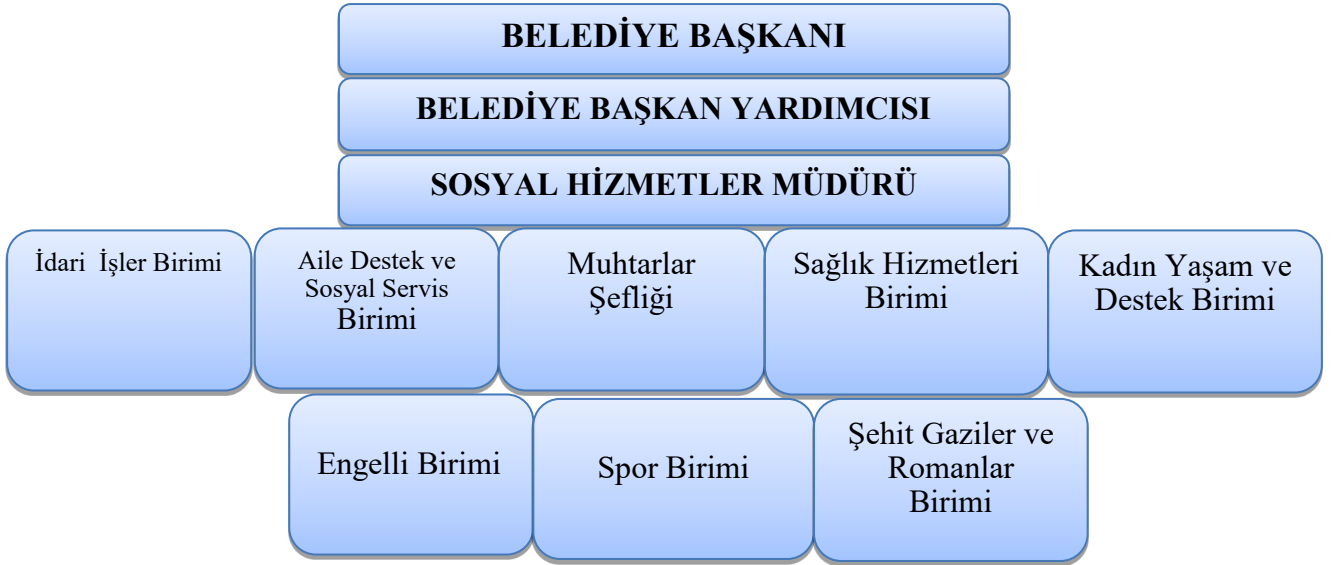 BELEDİYE BAŞKANI
BELEDİYE BAŞKAN YARDIMCISI
SOSYAL HİZMETLER MÜDÜRÜ
İdari İşler Birimi
Aile Destek ve
Sosyal Servis
Birimi
Muhtarlar
Şefliği
Sağlık Hizmetleri
Birimi
Kadın Yaşam ve
Destek Birimi
Engelli Birimi
Spor Birimi
Şehit Gaziler ve
Romanlar
Birimi